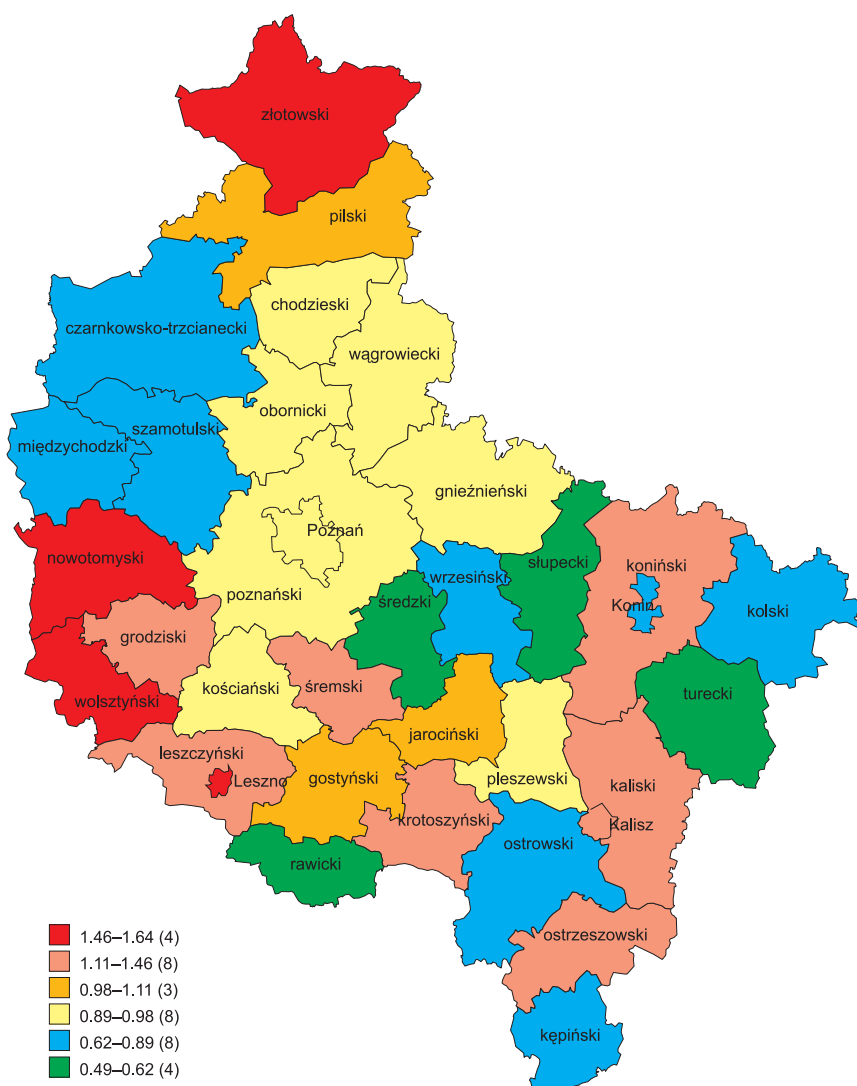 złotowski
pilski
chodzieski
czarnkowsko-trzcianecki
wągrowiecki
obornicki
szamotulski
międzychodzki
gnieźnieński
Poznań
nowotomyski
wrzesiński
słupecki
koniński
poznański
średzki
Konin
kolski
grodziski
kościański
śremski
turecki
wolsztyński
jarociński
leszczyński
Leszno
gostyński
pleszewski
kaliski
krotoszyński
Kalisz
rawicki
ostrowski
ostrzeszowski
kępiński
1.46–1.64 (4)
1.11–1.46 (8)
0.98–1.11 (3)
0.89–0.98 (8)
0.62–0.89 (8)
0.49–0.62 (4)